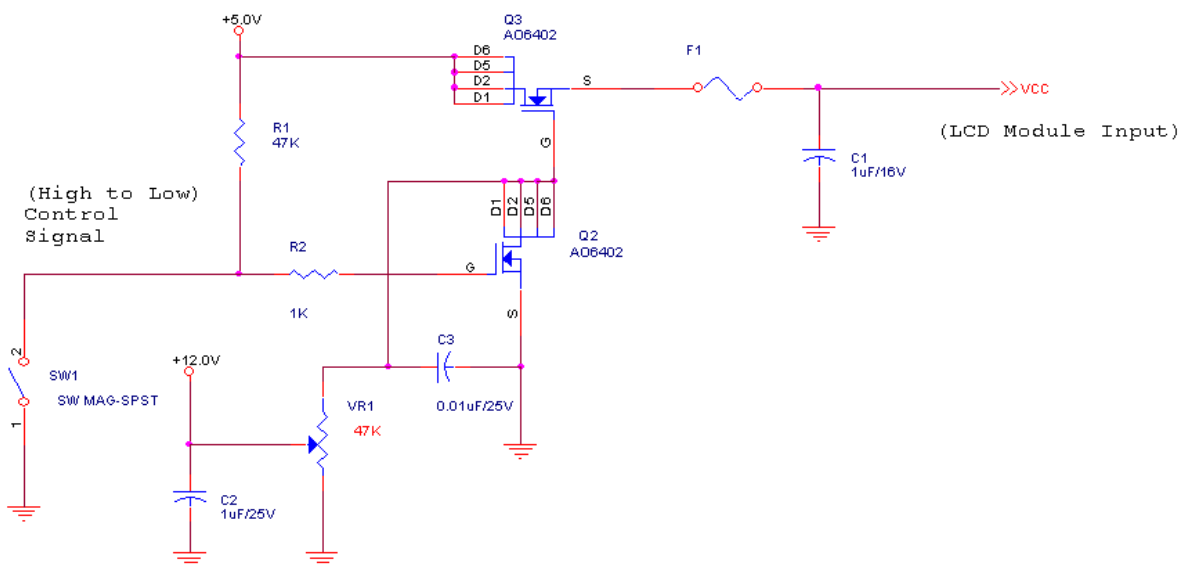 +5.0V
Q3
AO6402
D6
D5
D2
D1
S
G
F1
VCC
(LCD Module Input)
C1
1uF/16V
R1
47K
(High to Low)
Control
Signal
R2
1K
G
D1
D2
D5
D6
Q2
AO6402
S
2
SW1
SW MAG-SPST
1
+12.0V
C3
0.01uF/25V
VR1
47K
C2
1uF/25V